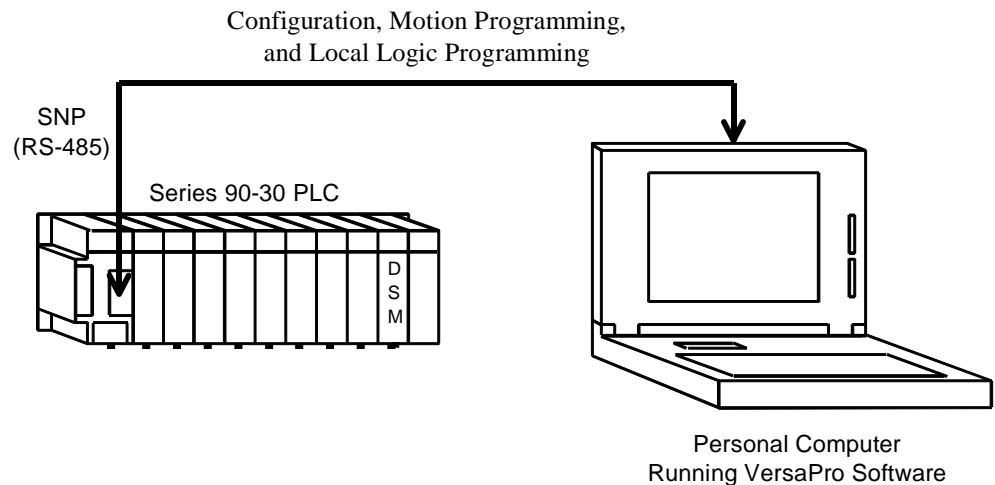 Configuration, Motion Programming,
and Local Logic Programming
SNP
(RS-485)
Series 90-30 PLC
D
S
M
Personal Computer
Running VersaPro Software